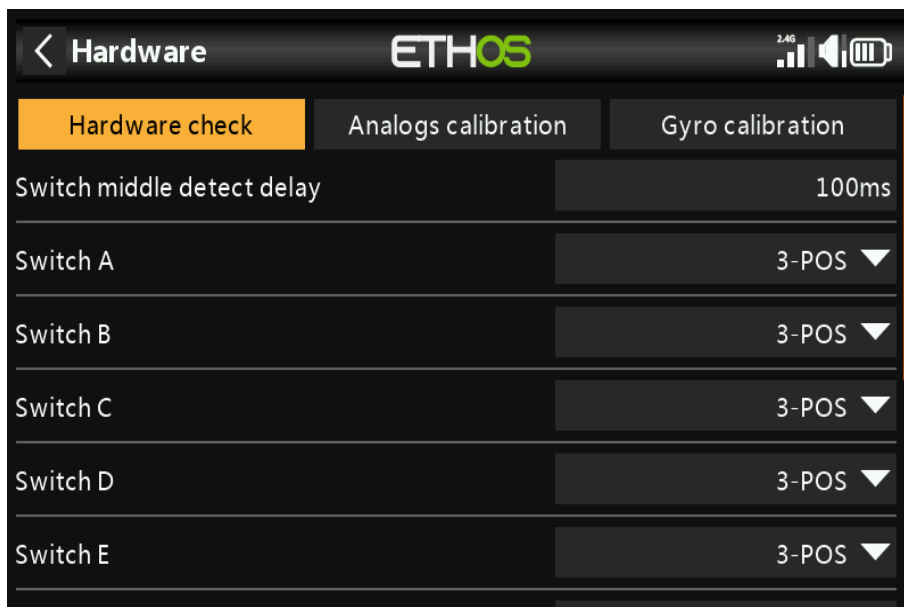 Hardware ETHOS 2.4G
Hardware check Analogs calibration Gyro calibration
Switch middle detect delay 100ms
Switch A 3-POS
Switch B 3-POS
Switch C 3-POS
Switch D 3-POS
Switch E 3-POS